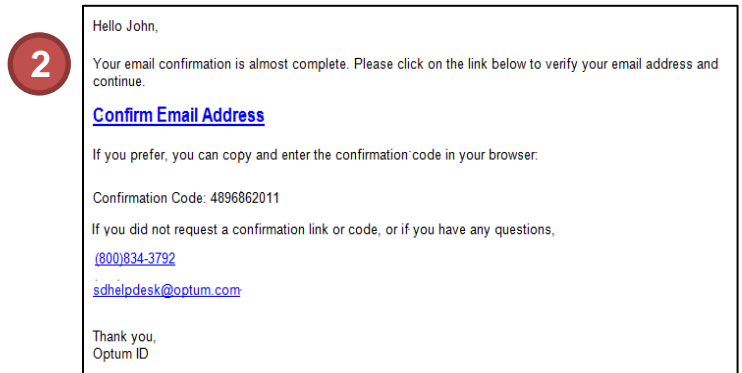 Hello John,
2
Your email confirmation is almost complete. Please click on the link below to verify your email address and
continue.
Confirm Email Address
If you prefer, you can copy and enter the confirmation code in your browser:
Confirmation Code: 4896862011
If you did not request a confirmation link or code, or if you have any questions,
(800)834-3792
sdhelpdesk@optum.com
Thank you,
Optum ID